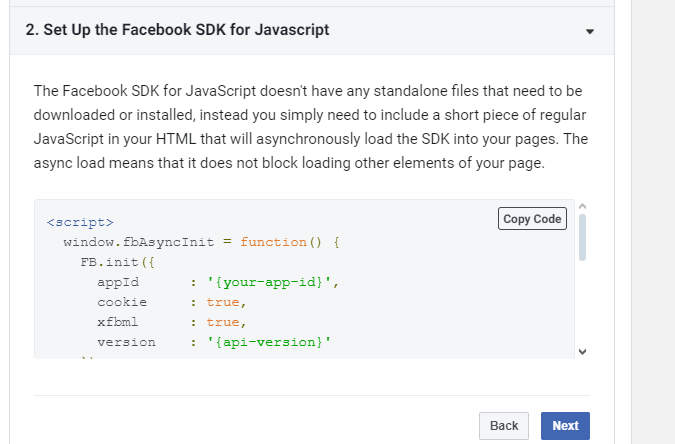 2. Set Up the Facebook SDK for Javascript
The Facebook SDK for JavaScript doesn't have any standalone files that need to be
downloaded or installed, instead you simply need to include a short piece of regular
JavaScript in your HTML that will asynchronously load the SDK into your pages. The
async load means that it does not block loading other elements of your page.
Copy Code
<script>
  window.fbAsyncInit = function() {
    FB.init({
      appId      : '{your-app-id}',
      cookie     : true,
      xfbml      : true,
      version    : '{api-version}'
Back
Next